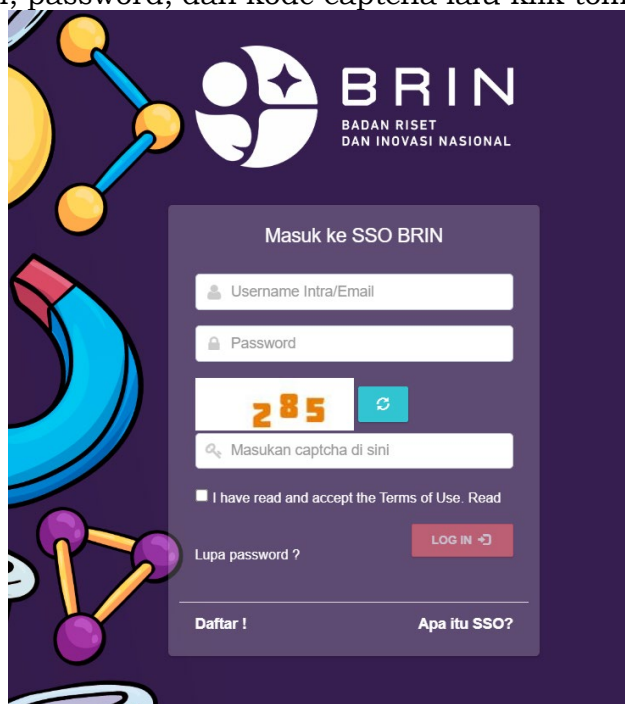 password, dan kode captcha lalu klik tom
BRIN
BADAN RISET
DAN INOVASI NASIONAL
Masuk ke SSO BRIN
Username Intra/Email
Password
285
Masukan captcha di sini
I have read and accept the Terms of Use. Read
LOG IN
Lupa password ?
Daftar !
Apa itu SSO?